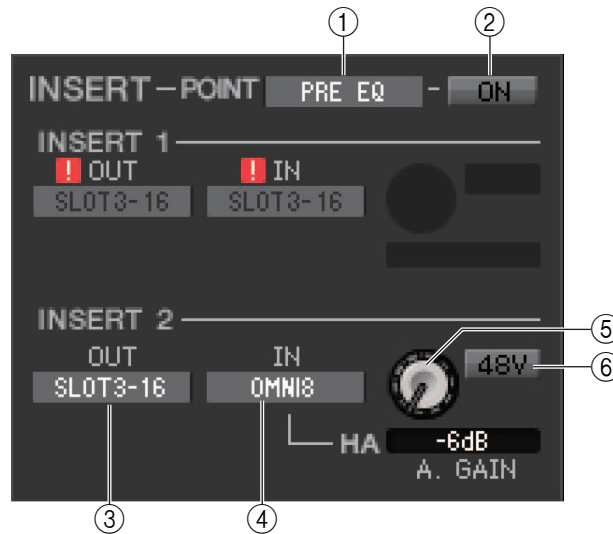 ① ②
INSERT-POINT PRE EQ - ON
INSERT 1
! OUT ! IN
SLOT3-16 SLOT3-16
INSERT 2
OUT IN ⑤
SLOT3-16 OMNI8 48V ⑥
HA -6dB
A. GAIN
③ ④